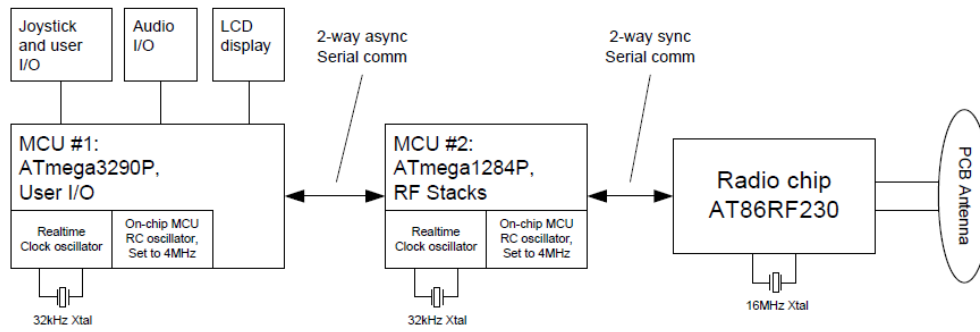 Joystick
and user
I/O
Audio
I/O
LCD
display
2-way async
Serial comm
2-way sync
Serial comm
MCU #1:
ATmega3290P,
User I/O
Realtime
Clock oscillator
On-chip MCU
RC oscillator,
Set to 4MHz
32kHz Xtal
MCU #2:
ATmega1284P,
RF Stacks
Realtime
Clock oscillator
On-chip MCU
RC oscillator,
Set to 4MHz
32kHz Xtal
Radio chip
AT86RF230
16MHz Xtal
PCB Antenna